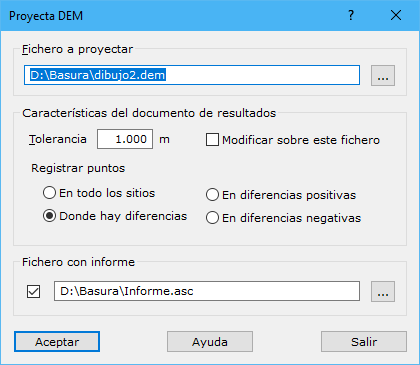 Proyecta DEM
Fichero a proyectar
D:\Basura\dibujo2.dem
...
Características del documento de resultados
Tolerancia 1.000 m
Modificar sobre este fichero
Registrar puntos
En todo los sitios
En diferencias positivas
Donde hay diferencias
En diferencias negativas
Fichero con informe
D:\Basura\Informe.asc
...
Aceptar
Ayuda
Salir